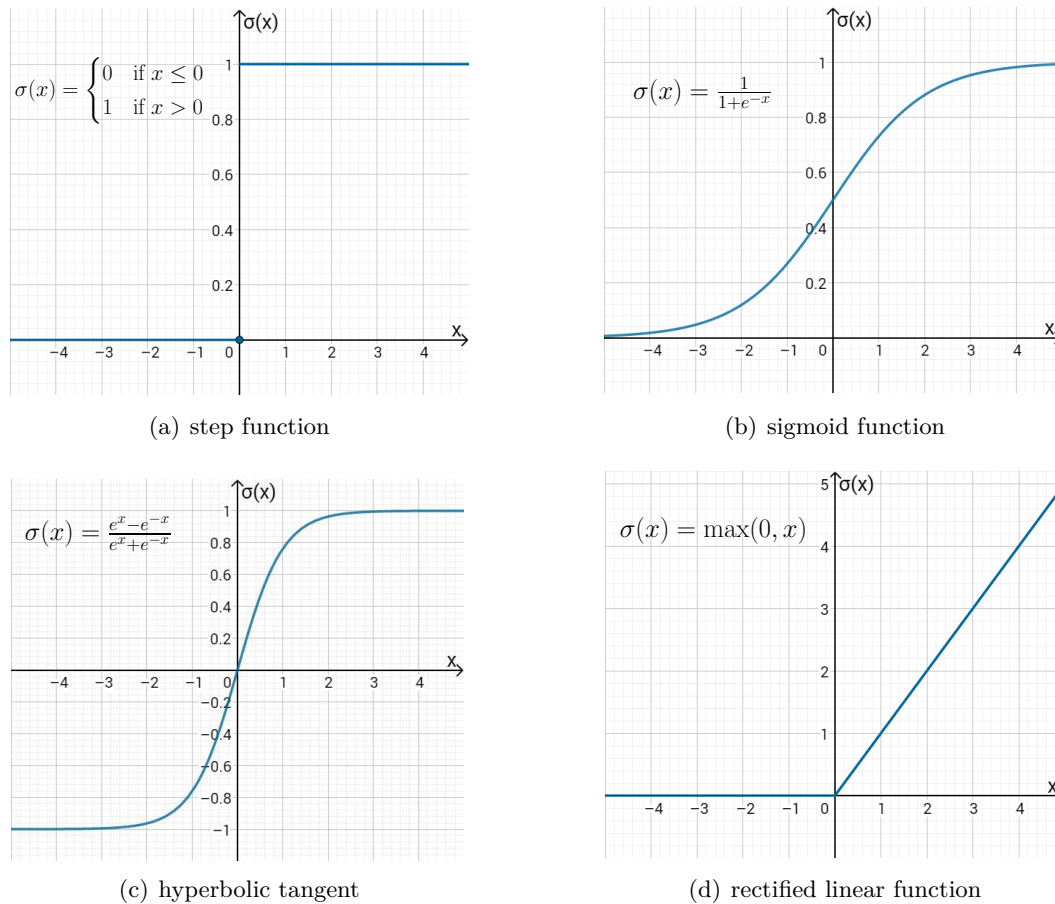 σ(x)
σ(x) = { 0 if x ≤ 0
1 if x > 0
1
0.8
0.6
0.4
0.2
x
−4 −3 −2 −1 0 1 2 3 4
(a) step function
σ(x)
σ(x) = 1/(1+e^{−x})
1
0.8
0.6
0.4
0.2
x
−4 −3 −2 −1 0 1 2 3 4
(b) sigmoid function
σ(x)
σ(x) = (e^x−e^{−x})/(e^x+e^{−x})
1
0.8
0.6
0.4
0.2
x
−4 −3 −2 −1 0 1 2 3 4
−0.2
−0.4
−0.6
−0.8
−1
(c) hyperbolic tangent
σ(x)
σ(x) = max(0, x)
5
4
3
2
1
x
−4 −3 −2 −1 0 1 2 3 4
(d) rectified linear function